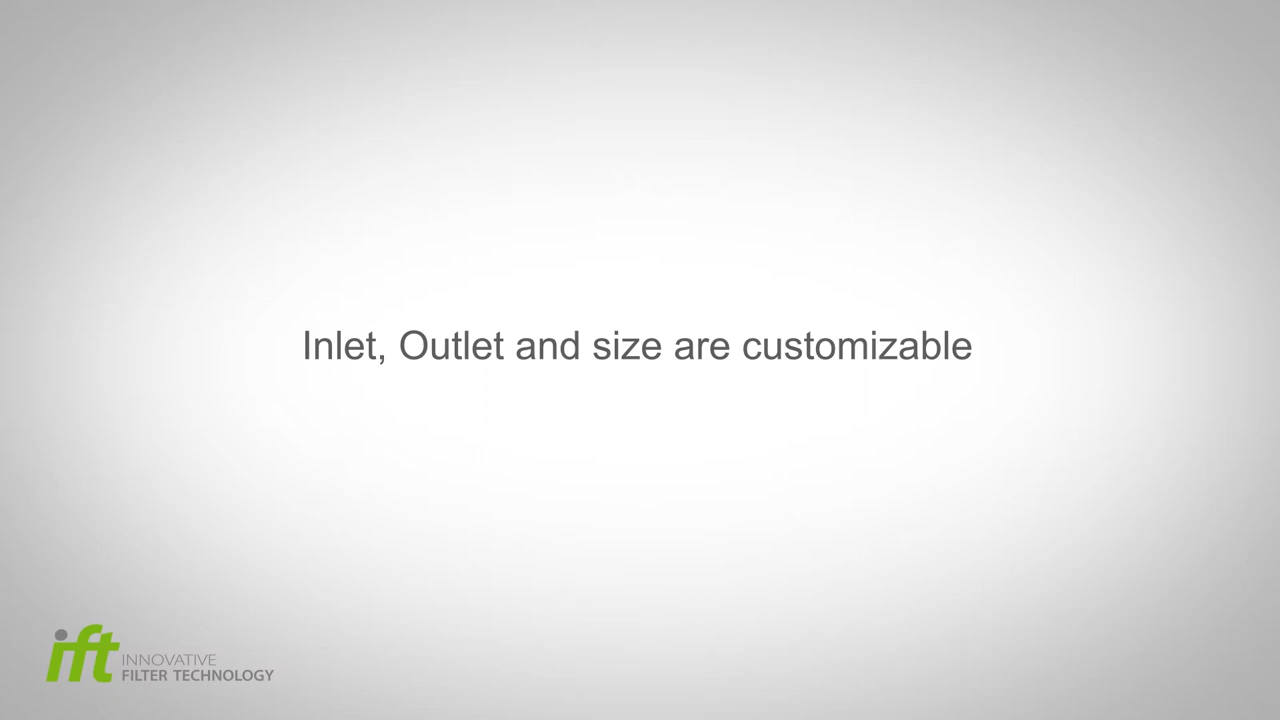 Inlet, Outlet and size are customizable
ift
INNOVATIVE
FILTER TECHNOLOGY